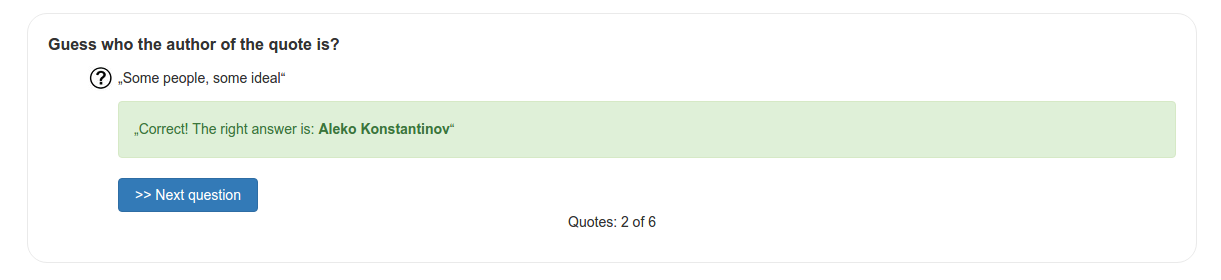 Guess who the author of the quote is?
? „Some people, some ideal“
„Correct! The right answer is: Aleko Konstantinov“
>> Next question
Quotes: 2 of 6